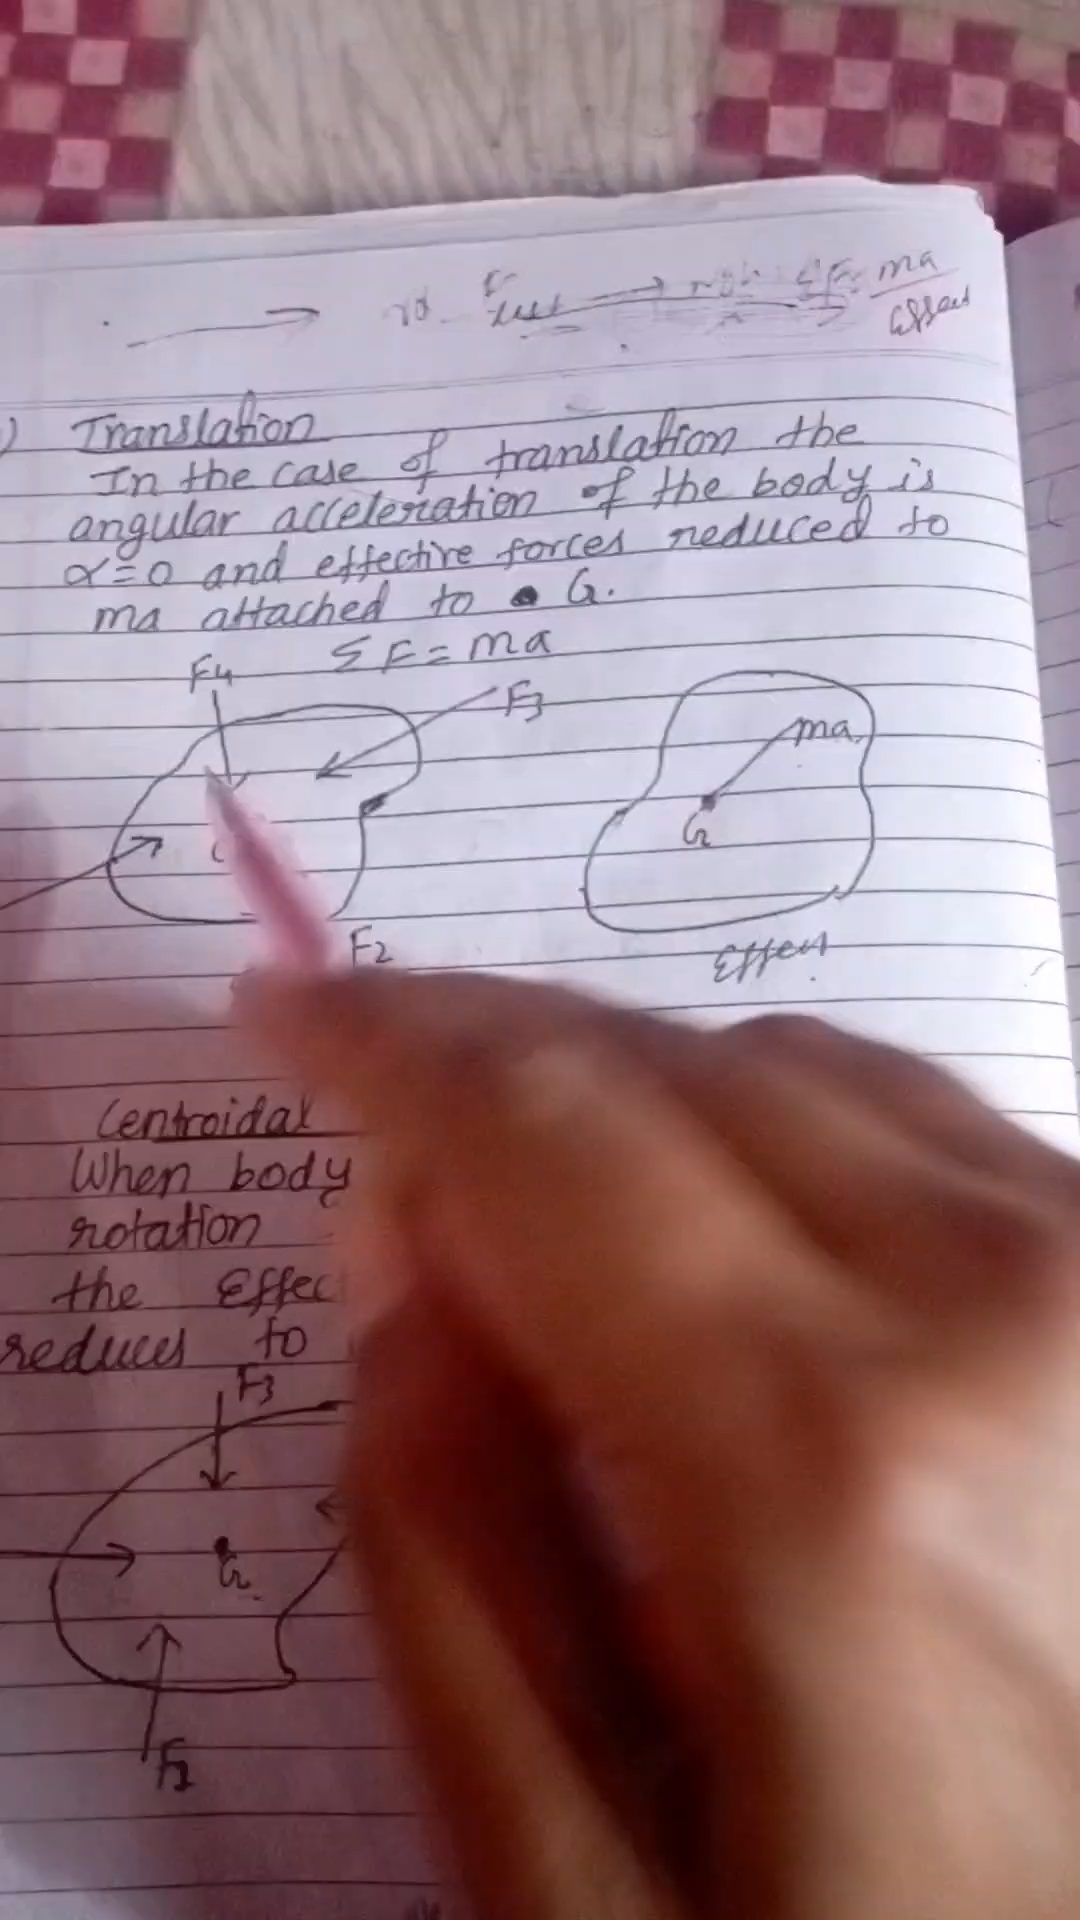 ma
Effect
Translation
In the case of translation the
angular acceleration of the body is
α=0 and effective forces reduced to
ma attached to G.
ΣF=ma
F4
F3
ma
G
F2
Effect
Centroidal
When body
rotation
the Effec
reduces to
F3
G